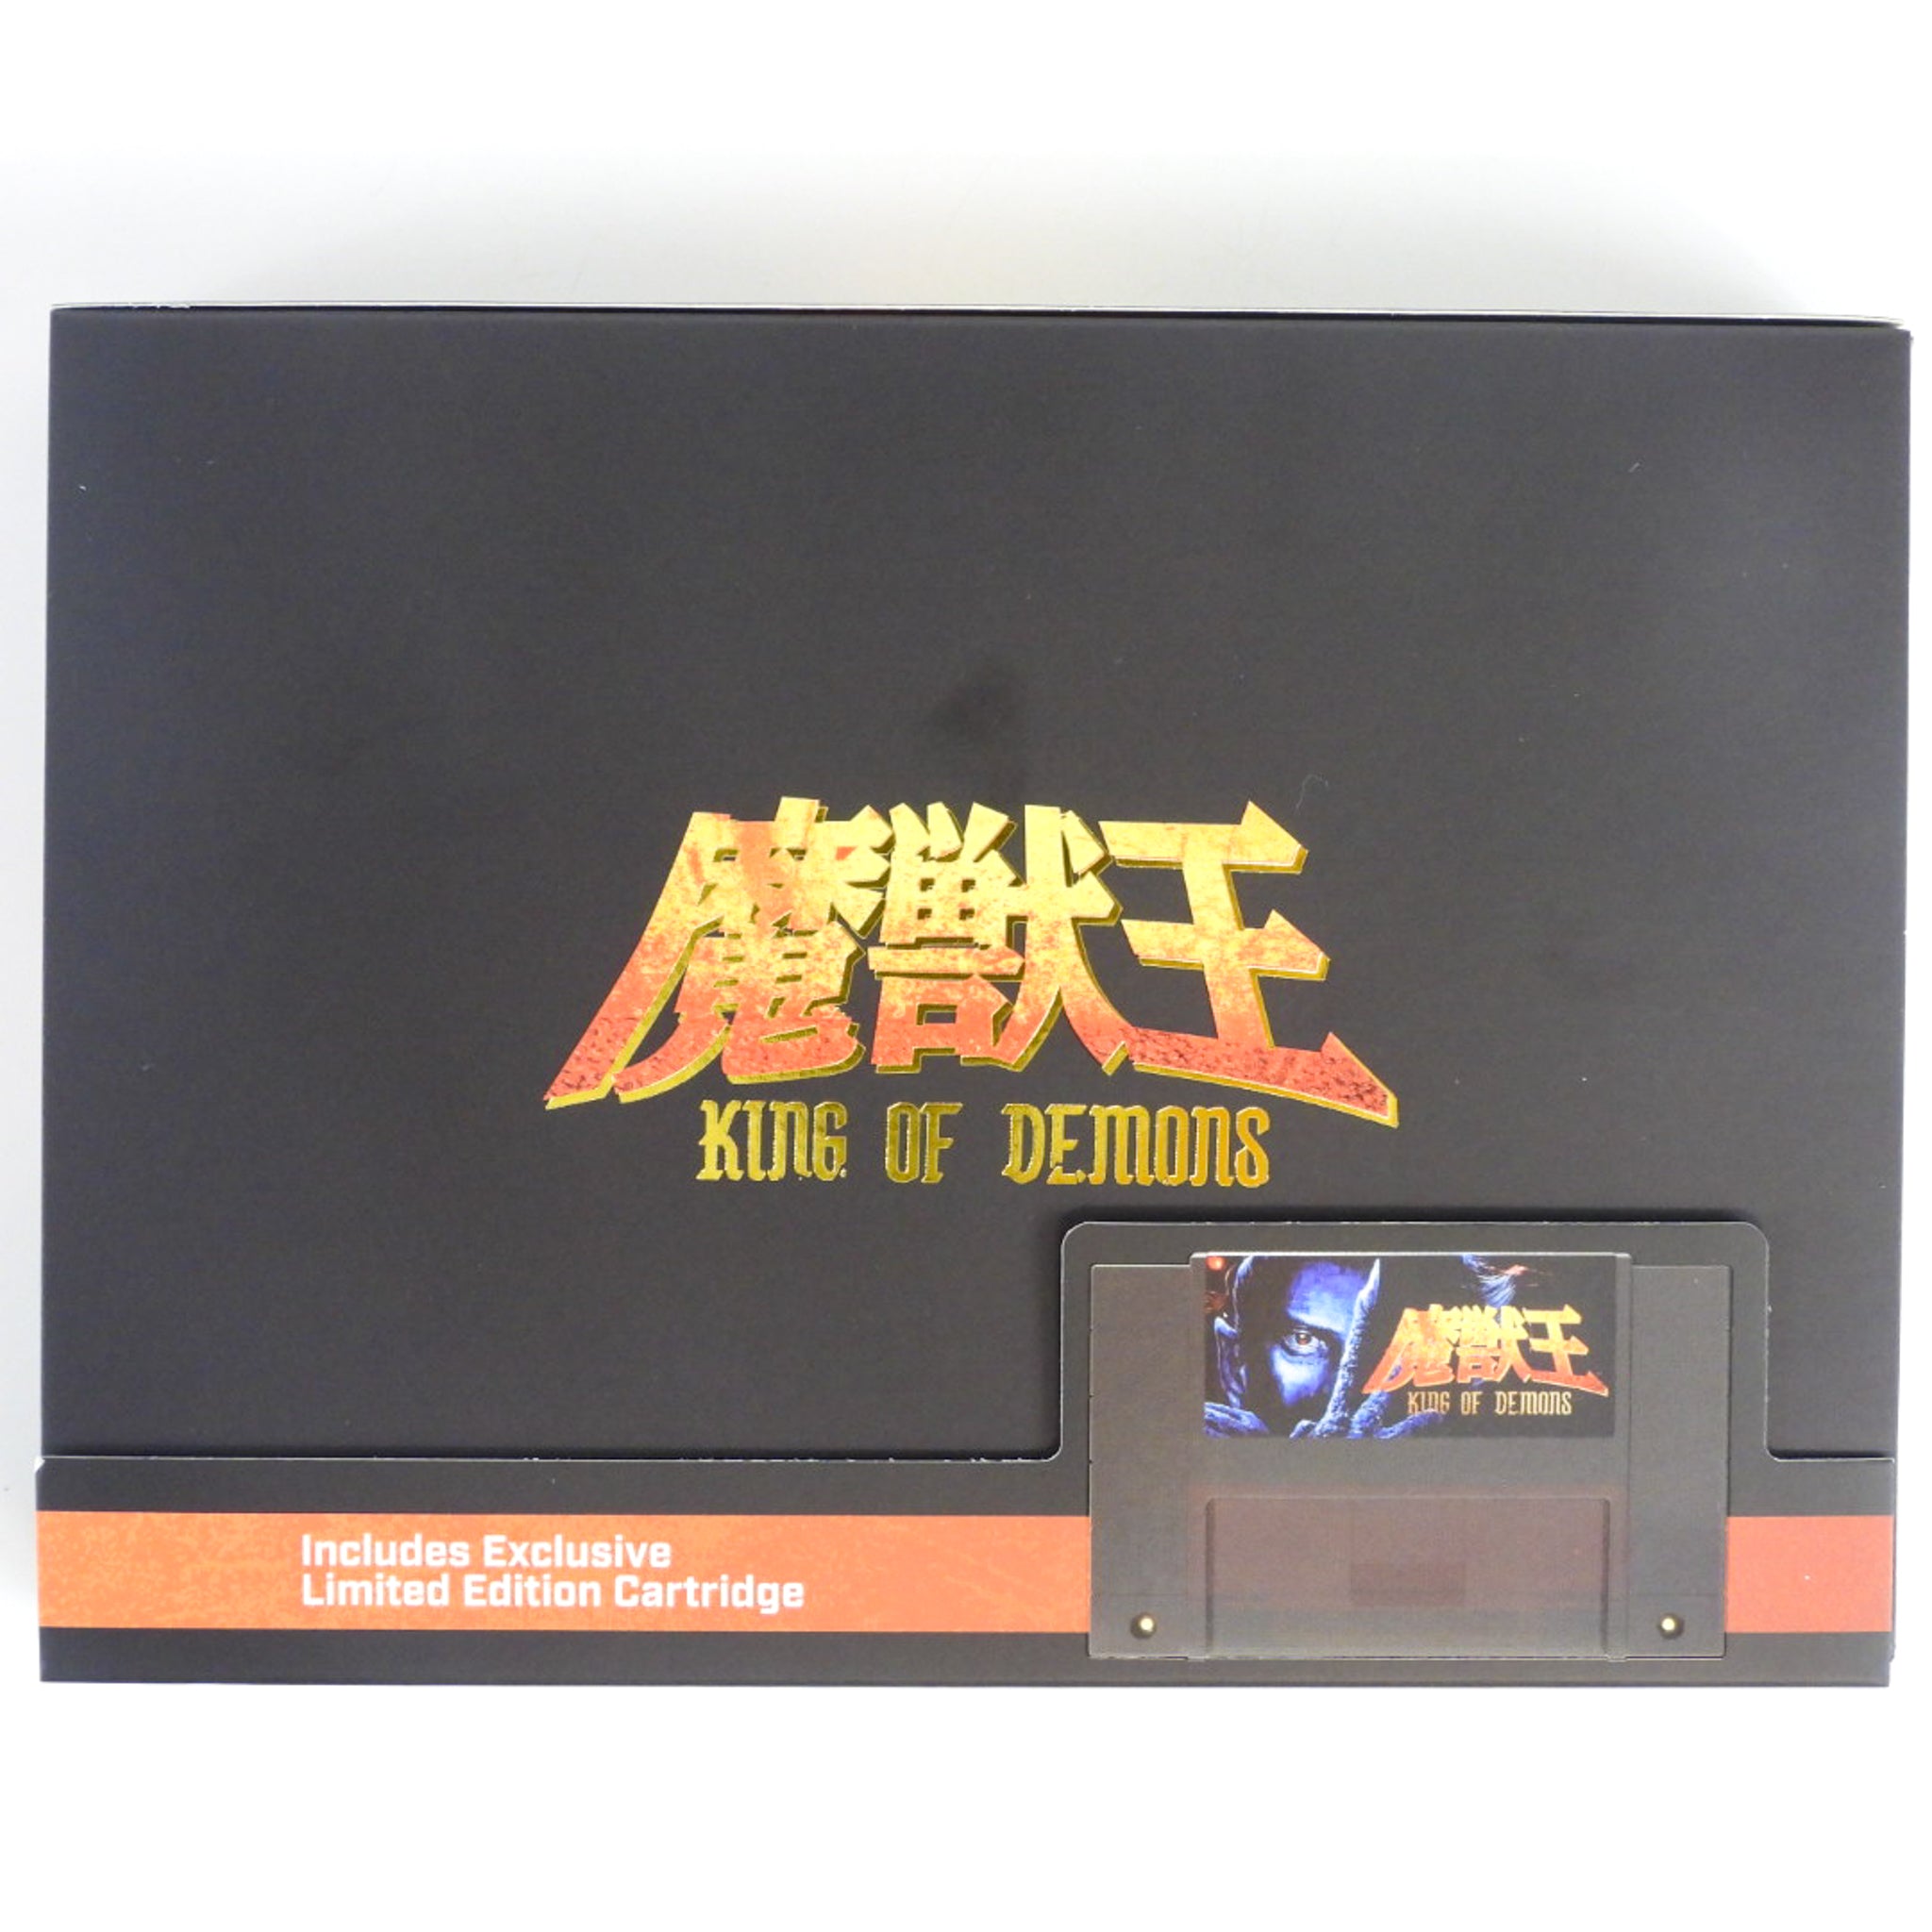 魔獣王
KING OF DEMONS
魔獣王
KING OF DEMONS
Includes Exclusive
Limited Edition Cartridge